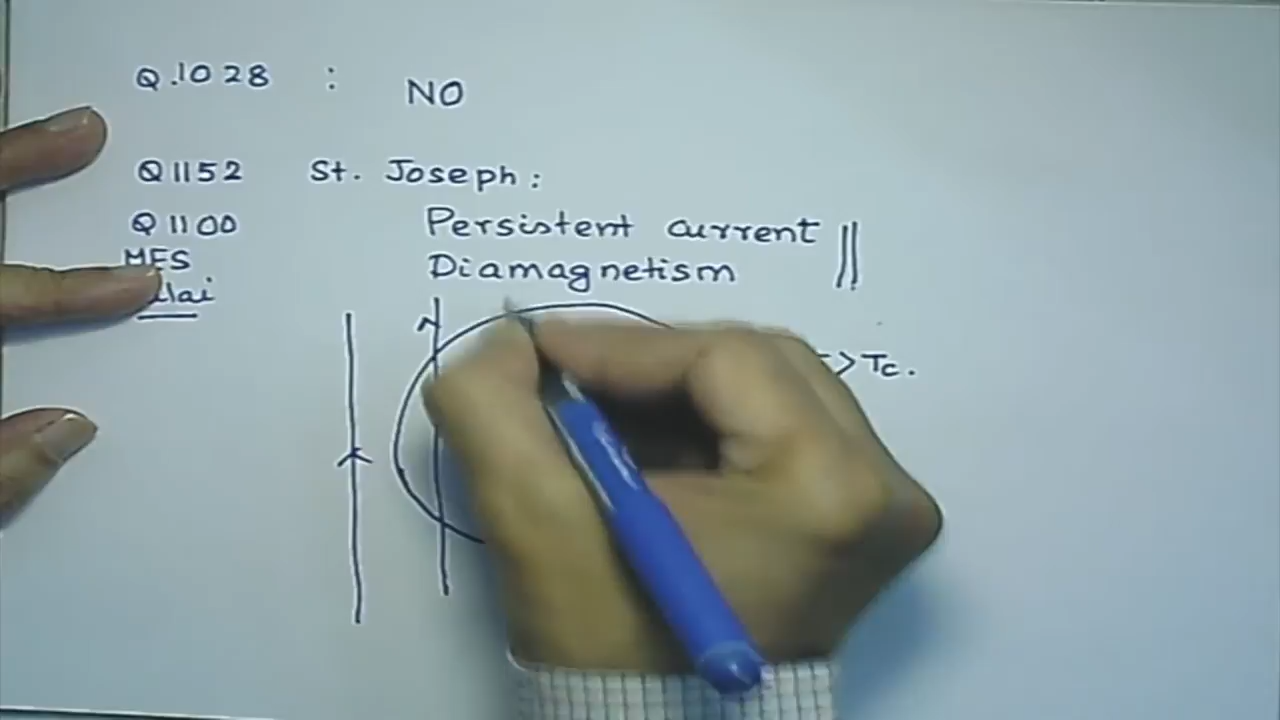 Q.1028 : NO
Q1152 St. Joseph:
Q1100 Persistent current
MES Diamagnetism
> Tc.